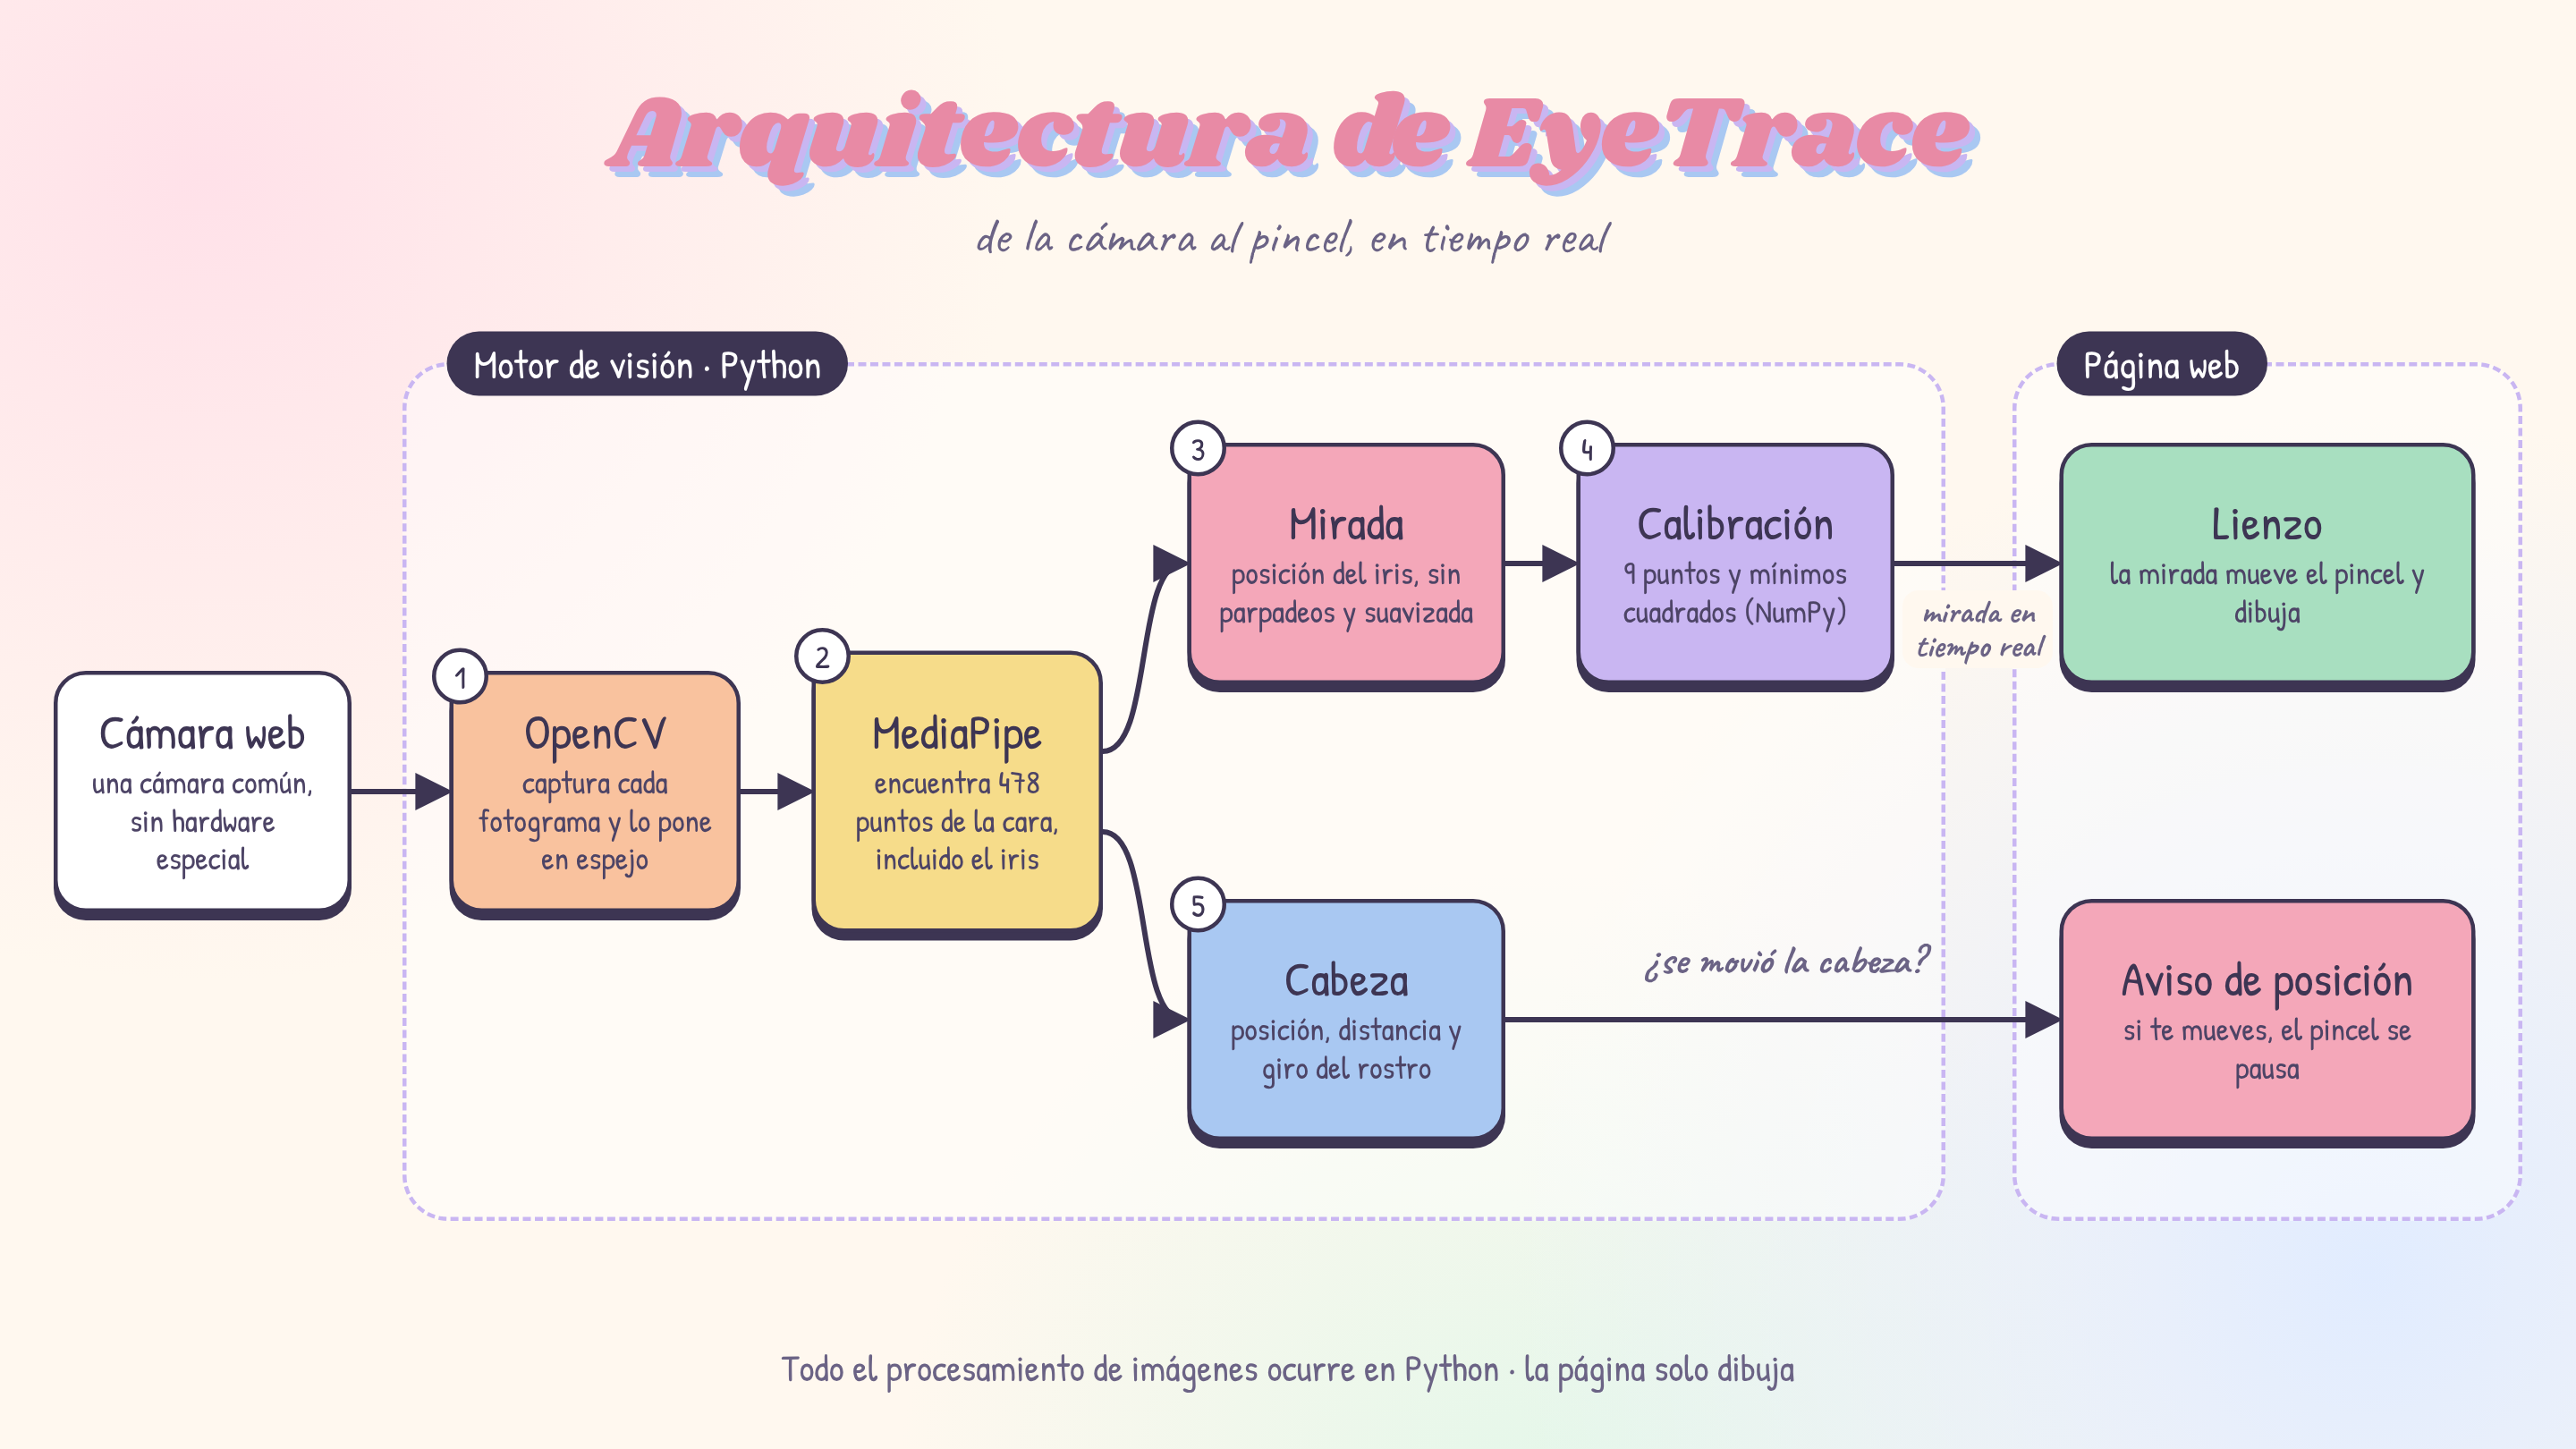 Arquitectura de EyeTrace
de la cámara al pincel, en tiempo real
Motor de visión · Python
Página web
Cámara web
una cámara común,
sin hardware
especial
1
OpenCV
captura cada
fotograma y lo pone
en espejo
2
MediaPipe
encuentra 478
puntos de la cara,
incluido el iris
3
Mirada
posición del iris, sin
parpadeos y suavizada
4
Calibración
9 puntos y mínimos
cuadrados (NumPy)
mirada en
tiempo real
Lienzo
la mirada mueve el pincel y
dibuja
5
Cabeza
posición, distancia y
giro del rostro
¿se movió la cabeza?
Aviso de posición
si te mueves, el pincel se
pausa
Todo el procesamiento de imágenes ocurre en Python · la página solo dibuja